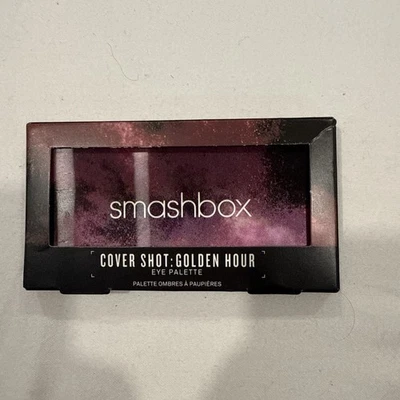 smashbox
COVER SHOT: GOLDEN HOUR
EYE PALETTE
PALETTE OMBRES À PAUPIÈRES